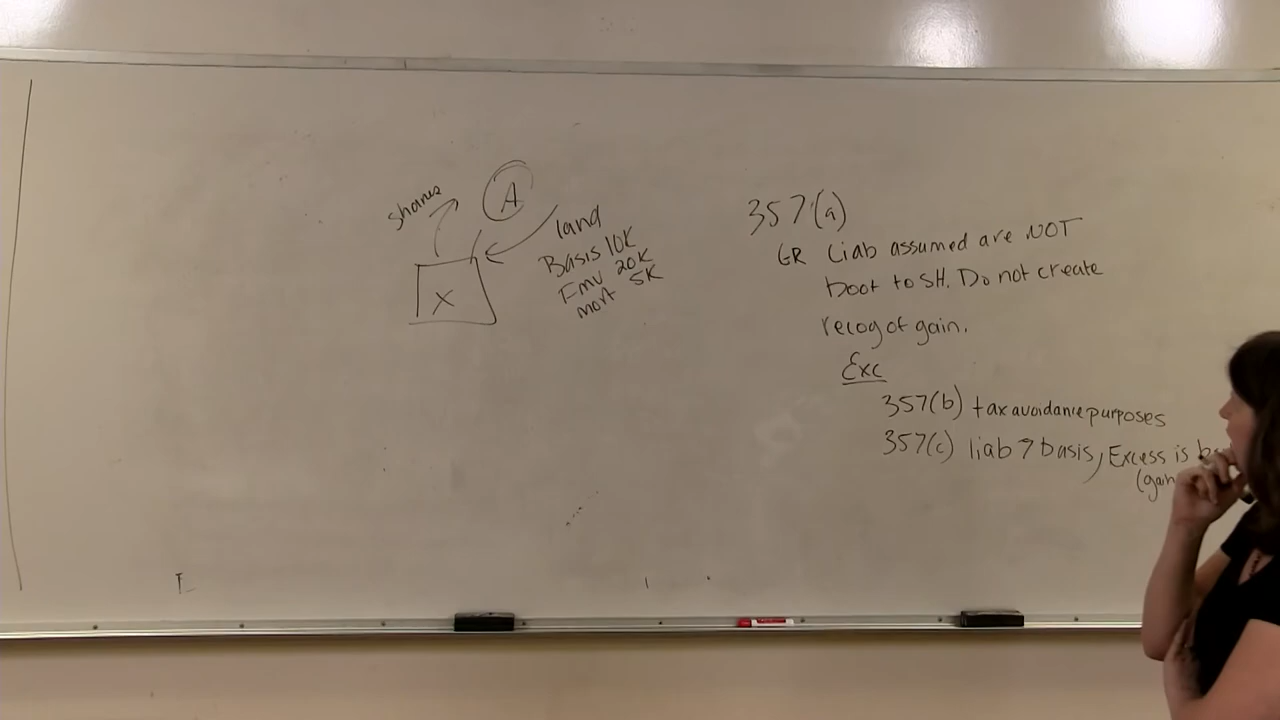 shares
A
X
land
Basis 10K
Fmv 20K
mort 5K
357(a)
GR Liab assumed are NOT
boot to SH. Do not create
recog of gain.
Exc
357(b) tax avoidance purposes
357(c) liab > basis, Excess is
(gain